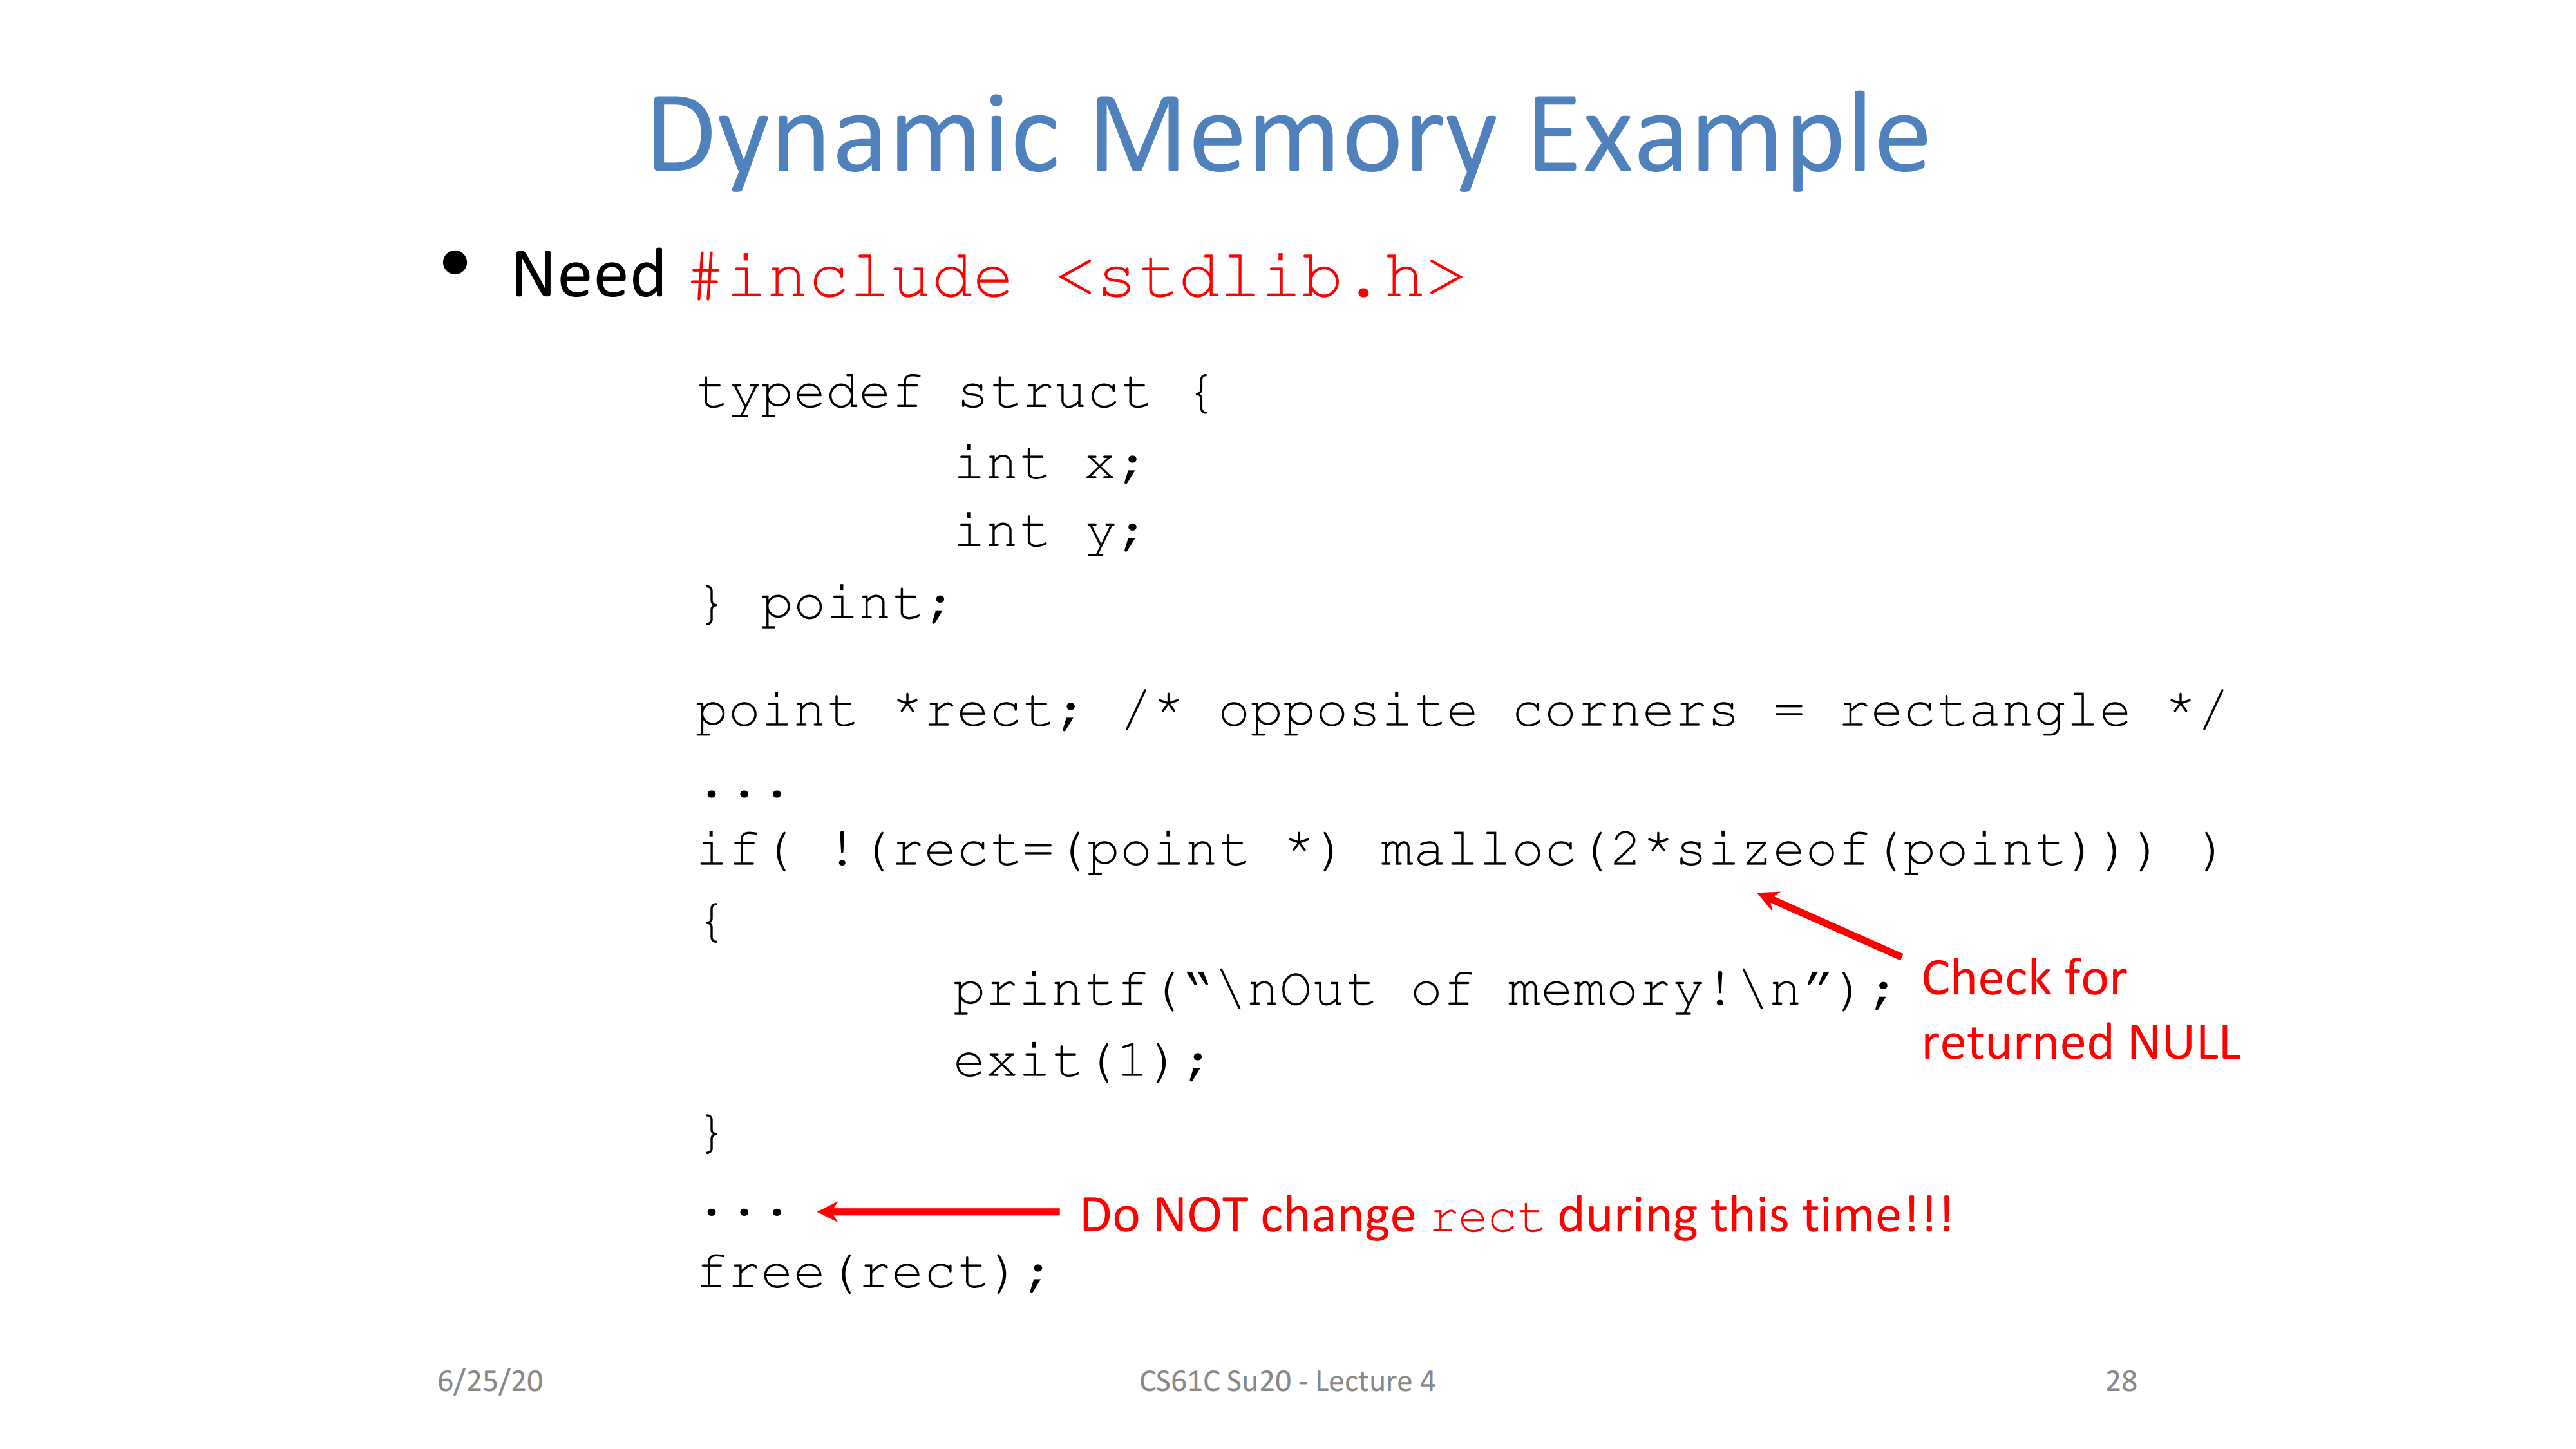 Dynamic Memory Example
• Need #include <stdlib.h>
typedef struct {
int x;
int y;
} point;
point *rect; /* opposite corners = rectangle */
...
if( !(rect=(point *) malloc(2*sizeof(point))) )
{
printf(“\nOut of memory!\n”);
exit(1);
Check for
returned NULL
}
...
Do NOT change rect during this time!!!
free(rect);
6/25/20
CS61C Su20 - Lecture 4
28